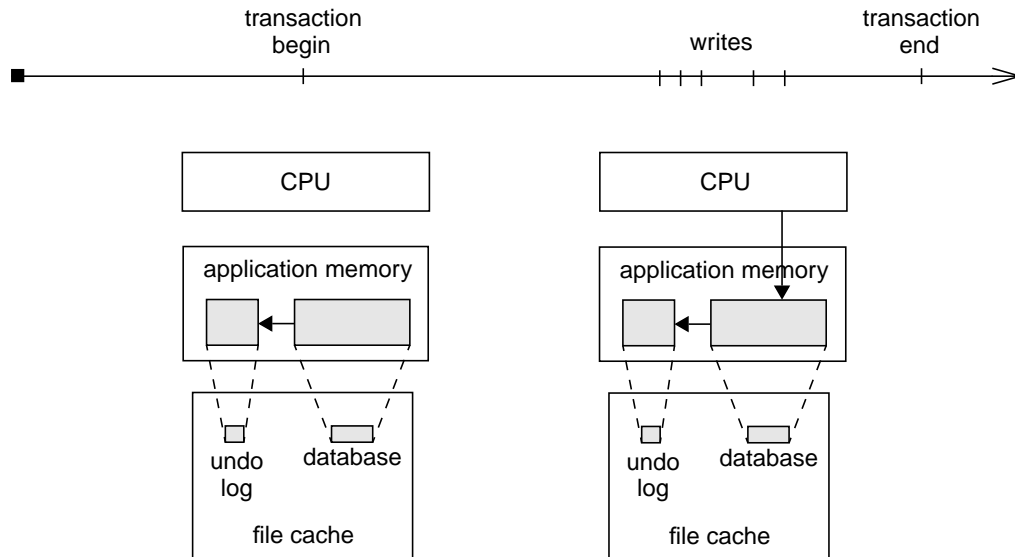 transaction
begin
writes
transaction
end
CPU
application memory
undo
log
database
file cache
CPU
application memory
undo
log
database
file cache